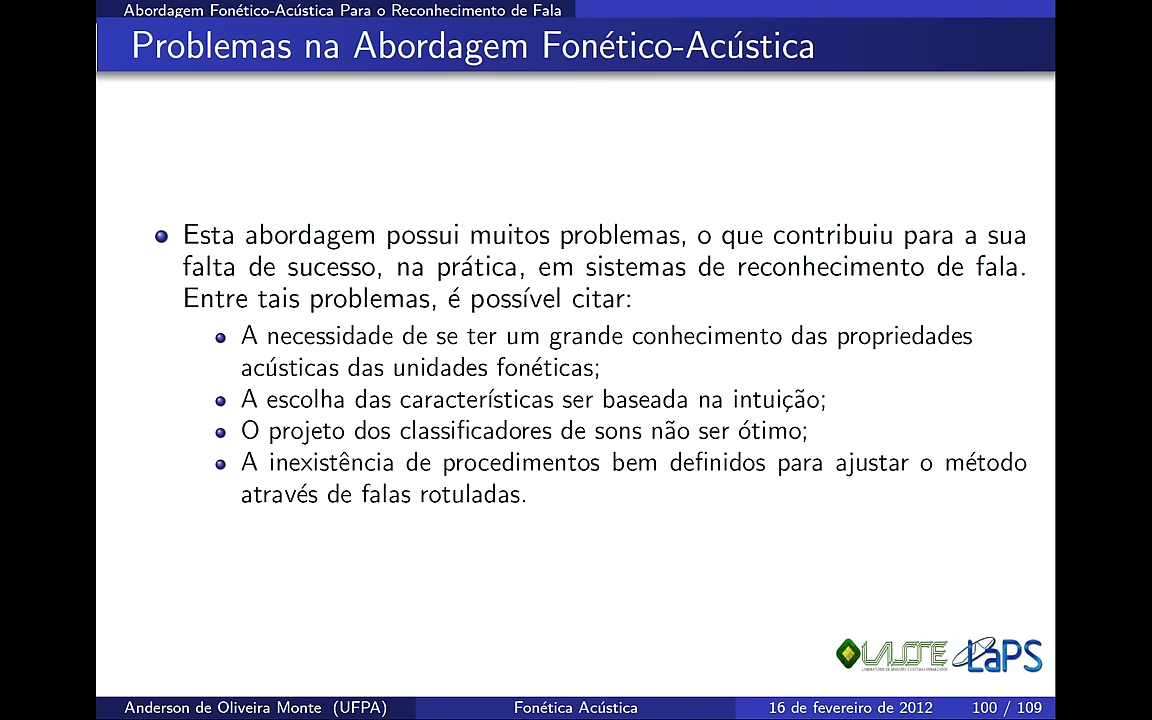 Abordagem Fonético-Acústica Para o Reconhecimento de Fala
Problemas na Abordagem Fonético-Acústica
Esta abordagem possui muitos problemas, o que contribuiu para a sua
falta de sucesso, na prática, em sistemas de reconhecimento de fala.
Entre tais problemas, é possível citar:
A necessidade de se ter um grande conhecimento das propriedades
acústicas das unidades fonéticas;
A escolha das características ser baseada na intuição;
O projeto dos classificadores de sons não ser ótimo;
A inexistência de procedimentos bem definidos para ajustar o método
através de falas rotuladas.
LASSE LaPS
Anderson de Oliveira Monte (UFPA) Fonética Acústica 16 de fevereiro de 2012 100 / 109